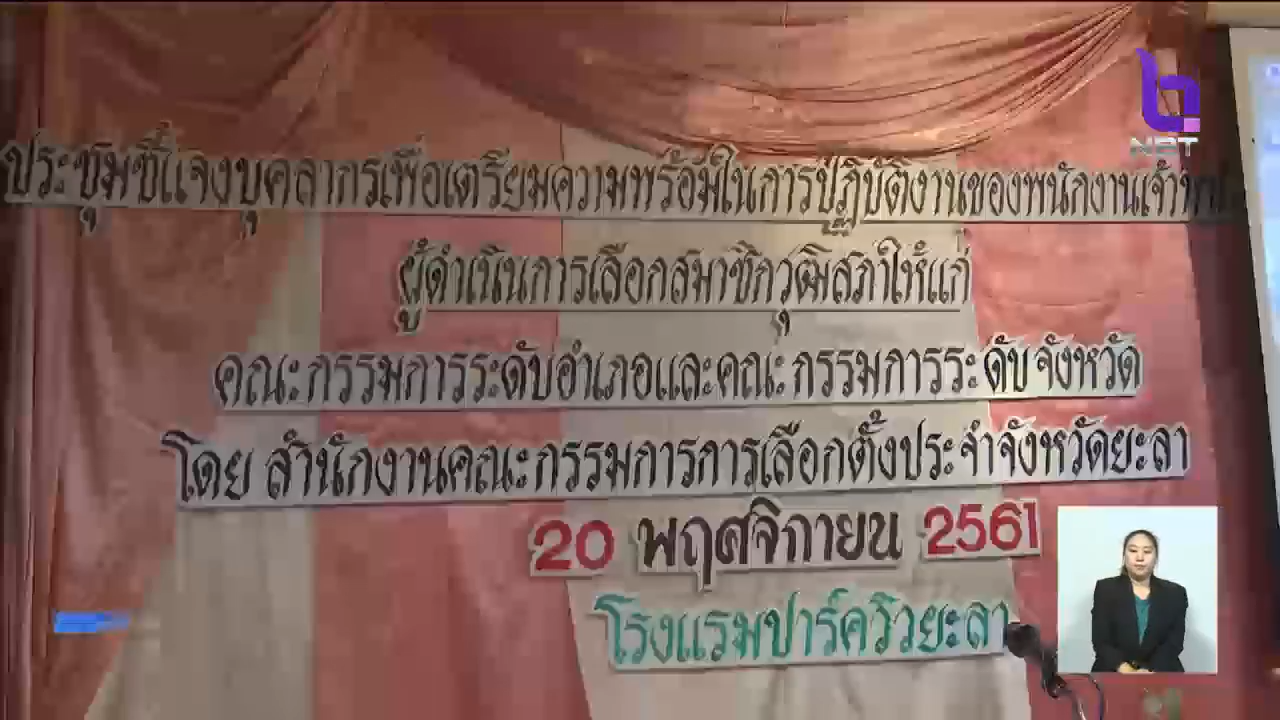 ประชุมชี้แจงบุคลากรเพื่อเตรียมความพร้อมในการปฏิบัติงานของพนักงาน
ผู้ดำเนินการเลือกสมาชิกวุฒิสภาให้แก่
คณะกรรมการระดับอำเภอและคณะกรรมการระดับจังหวัด
โดย สำนักงานคณะกรรมการการเลือกตั้งประจำจังหวัดยะลา
20 พฤศจิกายน 2561
โรงแรมปาร์ควิวยะลา
NBT